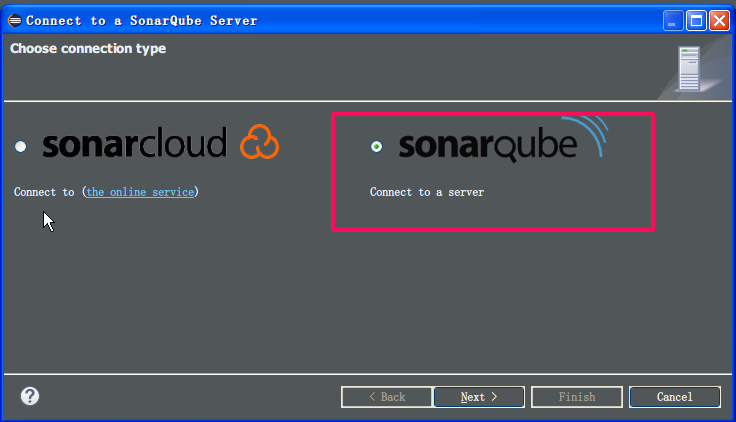 Connect to a SonarQube Server
Choose connection type
sonarcloud
sonarqube
Connect to (the online service)
Connect to a server
?
< Back
Next >
Finish
Cancel